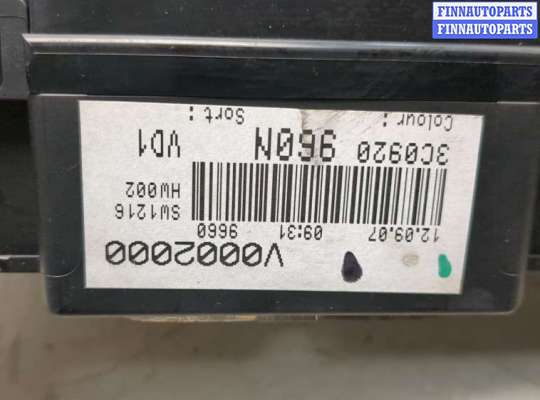 FINNAUTOPARTS
FINNAUTOPARTS
V0002000
12.09.07 09:31 9660 SW1216
HW002
3C0920 960N VD1
Colour: Sort: